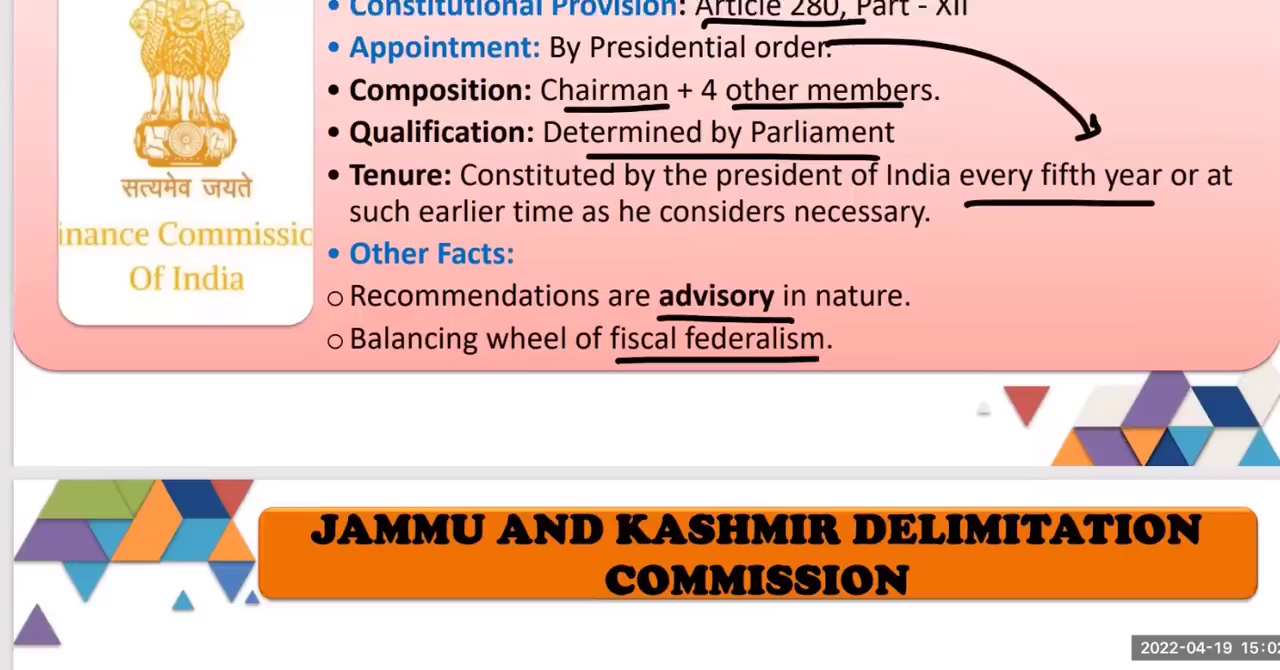 • Constitutional Provision: Article 280, Part - XII
• Appointment: By Presidential order.
• Composition: Chairman + 4 other members.
• Qualification: Determined by Parliament
• Tenure: Constituted by the president of India every fifth year or at
such earlier time as he considers necessary.
• Other Facts:
○ Recommendations are advisory in nature.
○ Balancing wheel of fiscal federalism.
सत्यमेव जयते
inance Commissic
Of India
JAMMU AND KASHMIR DELIMITATION
COMMISSION
2022-04-19 15:02